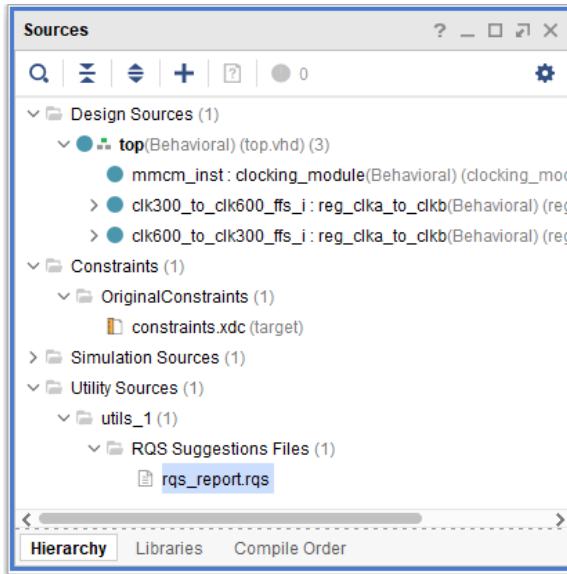 Sources
0
Design Sources (1)
top(Behavioral) (top.vhd) (3)
mmcm_inst : clocking_module(Behavioral) (clocking_mod
clk300_to_clk600_ffs_i : reg_clka_to_clkb(Behavioral) (reg
clk600_to_clk300_ffs_i : reg_clka_to_clkb(Behavioral) (reg
Constraints (1)
OriginalConstraints (1)
constraints.xdc (target)
Simulation Sources (1)
Utility Sources (1)
utils_1 (1)
RQS Suggestions Files (1)
rqs_report.rqs
Hierarchy Libraries Compile Order